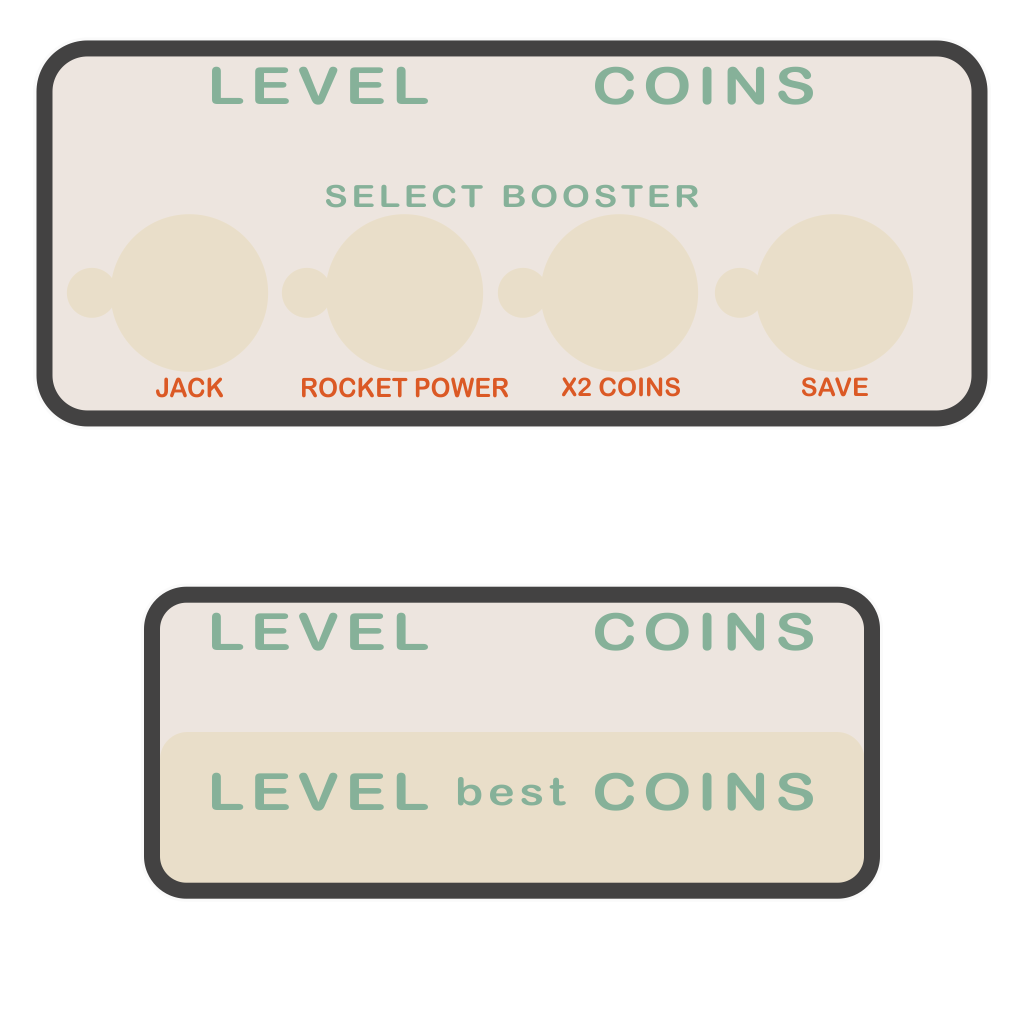 LEVEL COINS
SELECT BOOSTER
JACK ROCKET POWER X2 COINS SAVE
LEVEL COINS
LEVEL best COINS